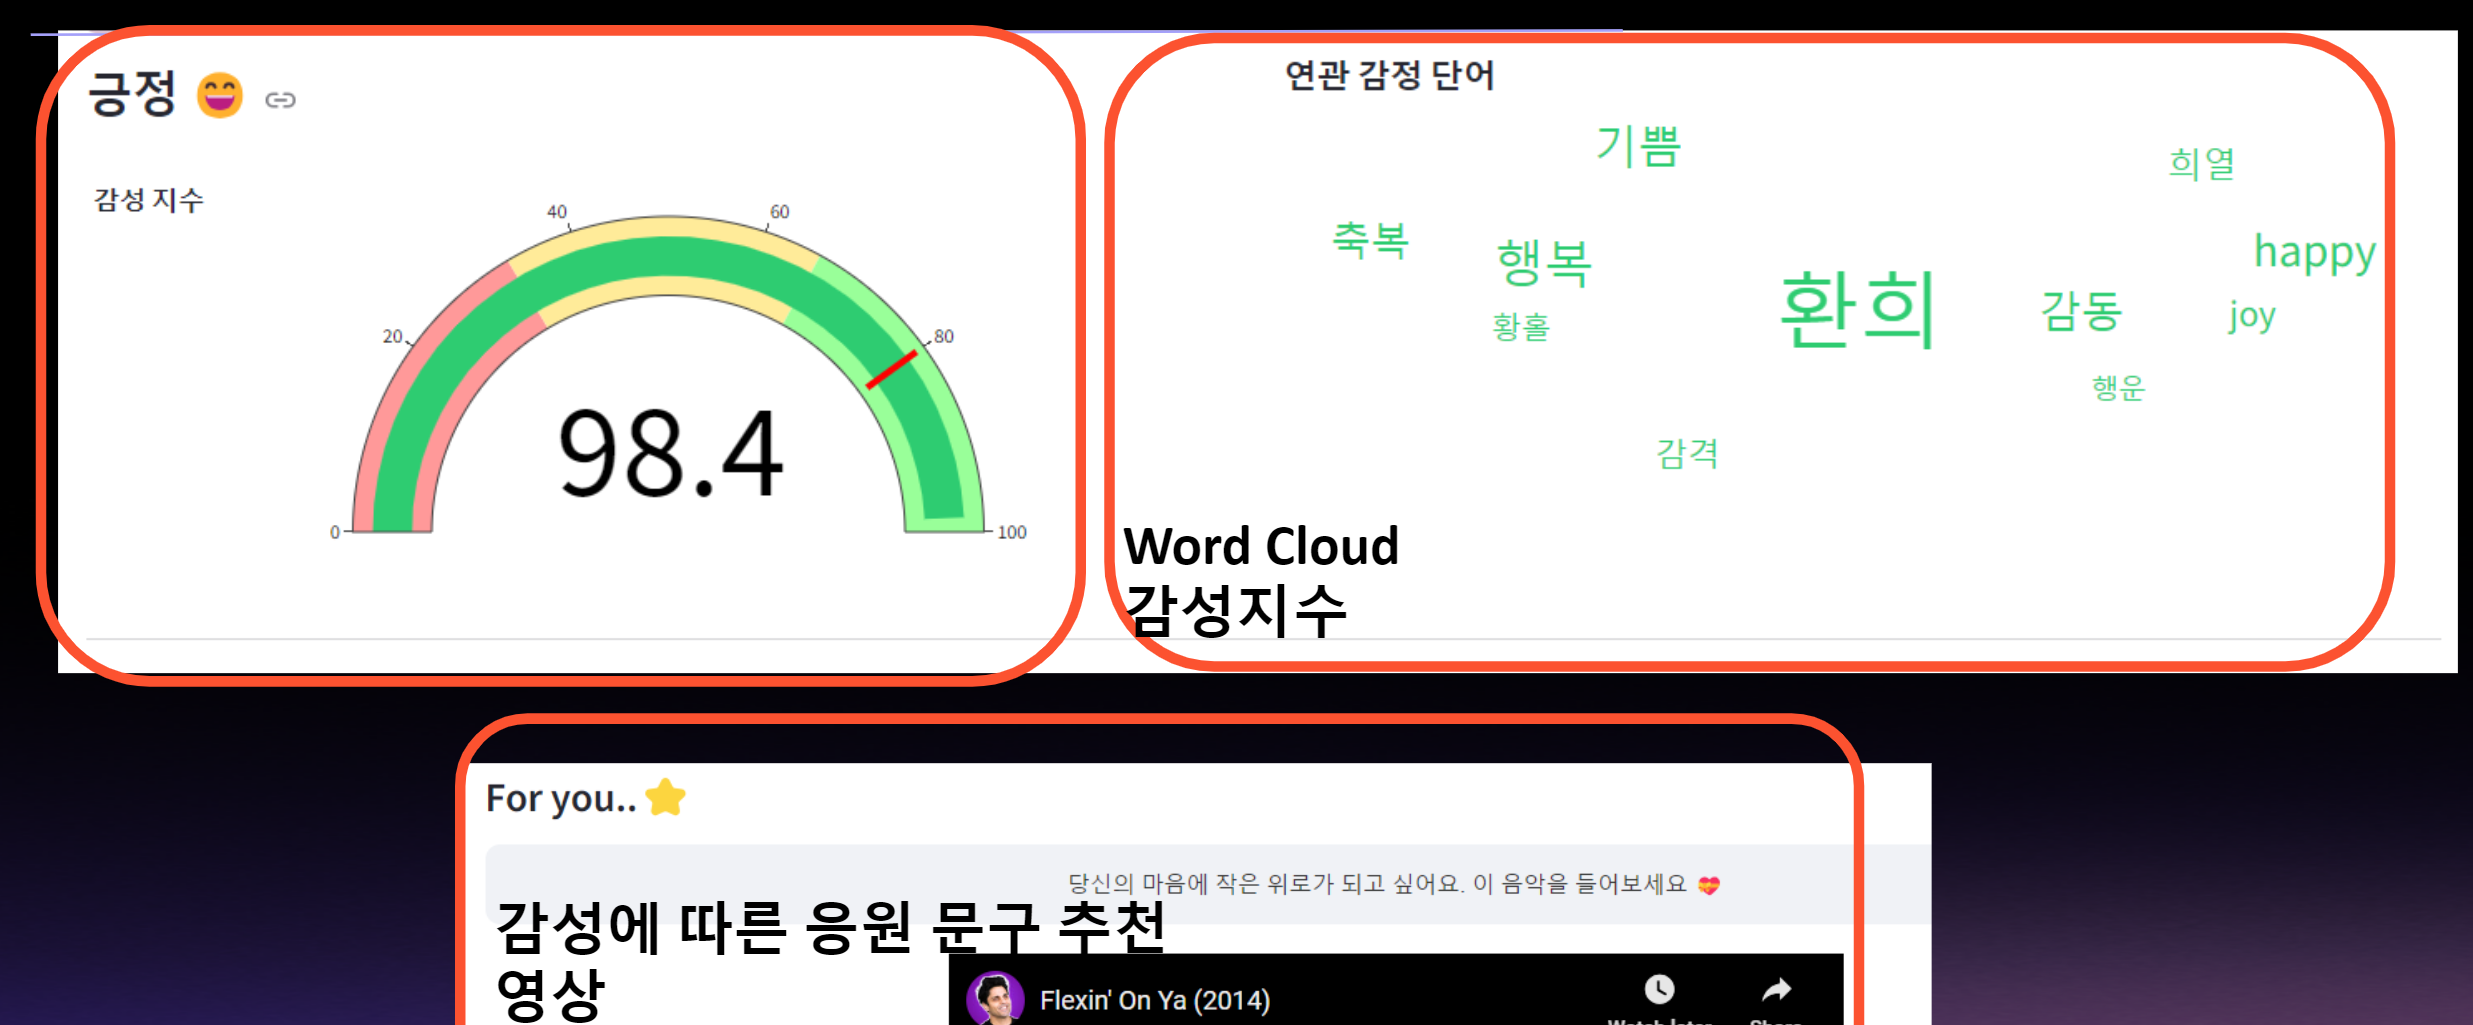 긍정 😄
감성 지수
0
20
40
60
80
100
98.4
연관 감정 단어
기쁨
희열
축복
행복
happy
환희
감동
joy
황홀
행운
감격
Word Cloud
감성지수
For you.. ⭐
당신의 마음에 작은 위로가 되고 싶어요. 이 음악을 들어보세요 💝
감성에 따른 응원 문구 추천
영상
Flexin' On Ya (2014)
Watch later
Share